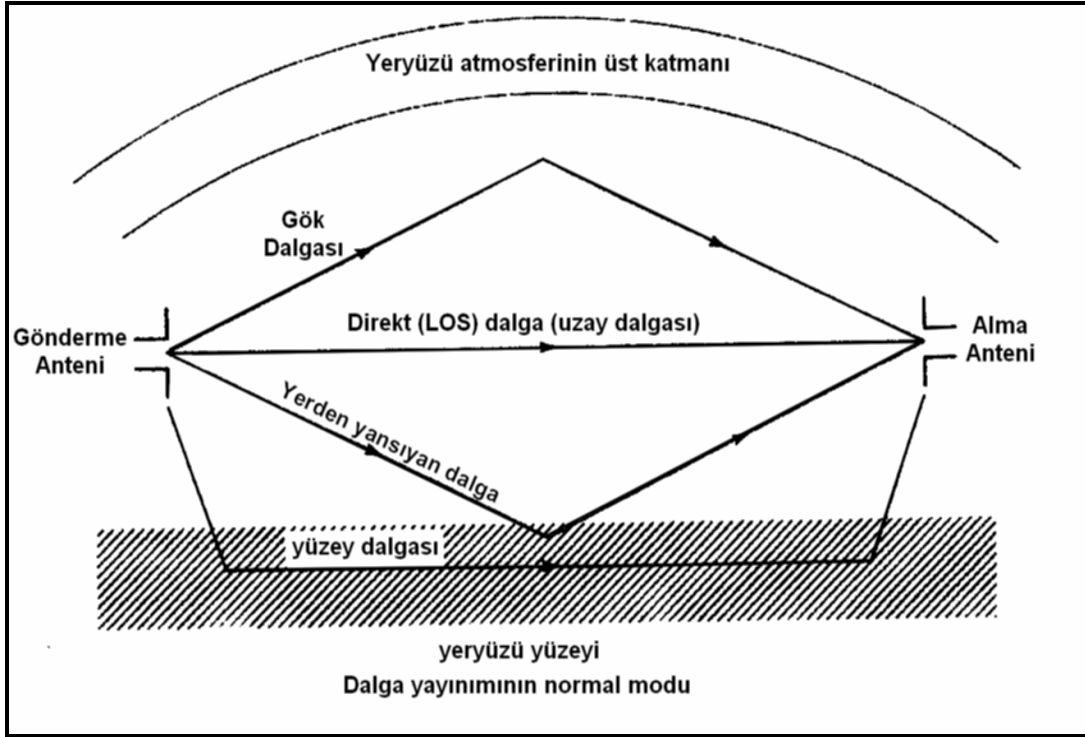 Yeryüzü atmosferinin üst katmanı
Gök
Dalgası
Direkt (LOS) dalga (uzay dalgası)
Gönderme
Anteni
Alma
Anteni
Yerden yansıyan dalga
yüzey dalgası
yeryüzü yüzeyi
Dalga yayınımının normal modu